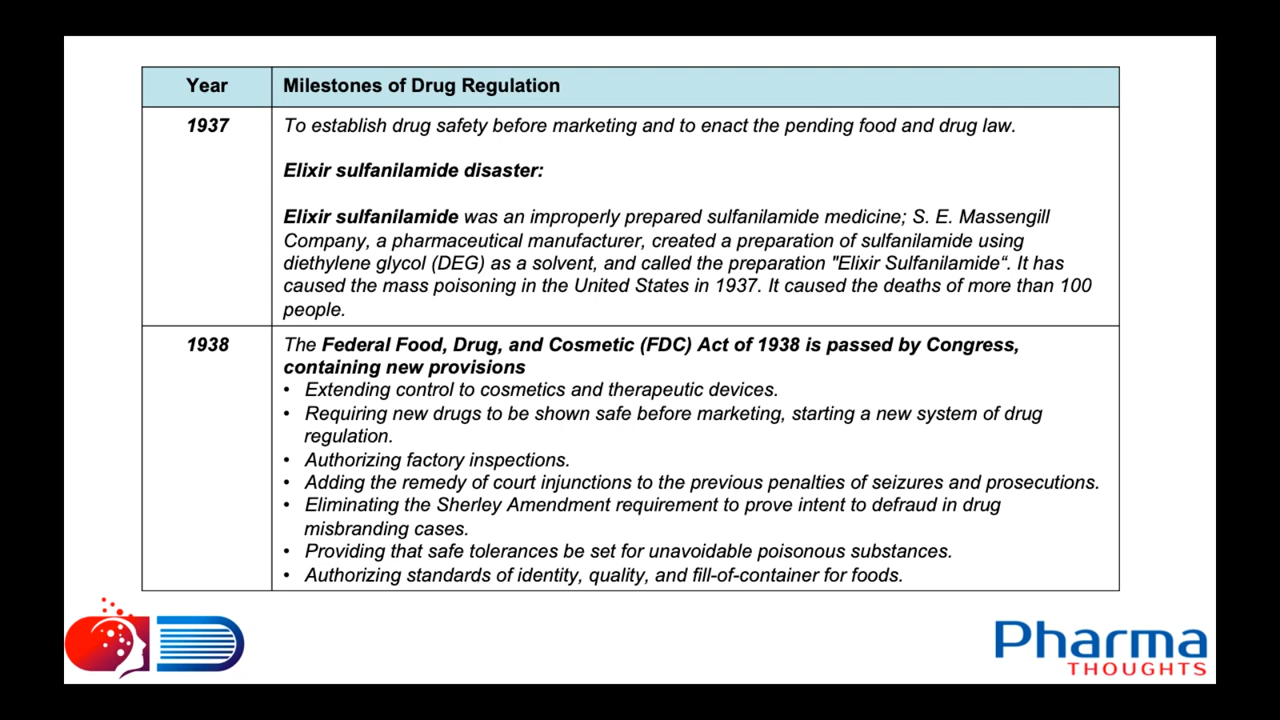 Year
Milestones of Drug Regulation
1937
To establish drug safety before marketing and to enact the pending food and drug law.
Elixir sulfanilamide disaster:
Elixir sulfanilamide was an improperly prepared sulfanilamide medicine; S. E. Massengill
Company, a pharmaceutical manufacturer, created a preparation of sulfanilamide using
diethylene glycol (DEG) as a solvent, and called the preparation "Elixir Sulfanilamide“. It has
caused the mass poisoning in the United States in 1937. It caused the deaths of more than 100
people.
1938
The Federal Food, Drug, and Cosmetic (FDC) Act of 1938 is passed by Congress,
containing new provisions
• Extending control to cosmetics and therapeutic devices.
• Requiring new drugs to be shown safe before marketing, starting a new system of drug
regulation.
• Authorizing factory inspections.
• Adding the remedy of court injunctions to the previous penalties of seizures and prosecutions.
• Eliminating the Sherley Amendment requirement to prove intent to defraud in drug
misbranding cases.
• Providing that safe tolerances be set for unavoidable poisonous substances.
• Authorizing standards of identity, quality, and fill-of-container for foods.
Pharma
THOUGHTS